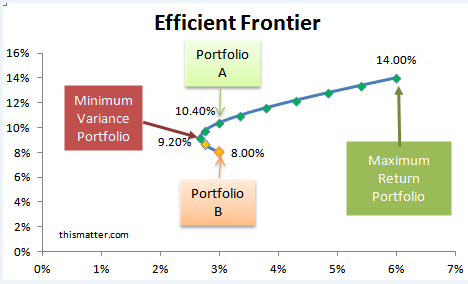 Efficient Frontier
16%
14%
12%
10%
8%
6%
4%
2%
0%
0%
1%
2%
3%
4%
5%
6%
7%
Portfolio
A
14.00%
Minimum
Variance
Portfolio
10.40%
9.20%
8.00%
Portfolio
B
Maximum
Return
Portfolio
thismatter.com